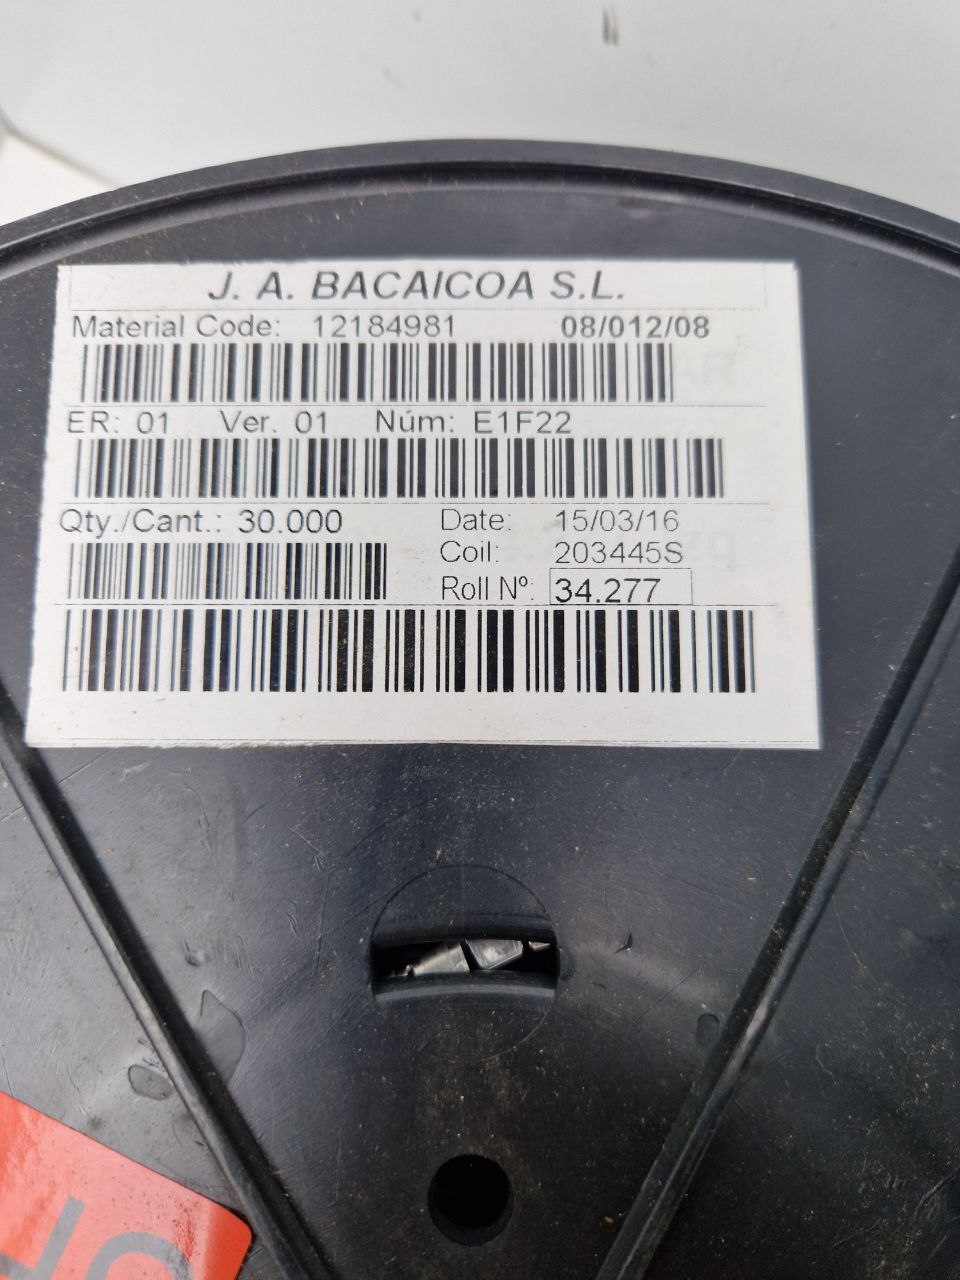 J. A. BACAICOA S.L.
Material Code: 12184981 08/012/08
ER: 01 Ver. 01 Núm: E1F22
Qty./Cant.: 30.000 Date: 15/03/16
Coil: 203445S
Roll Nº: 34.277